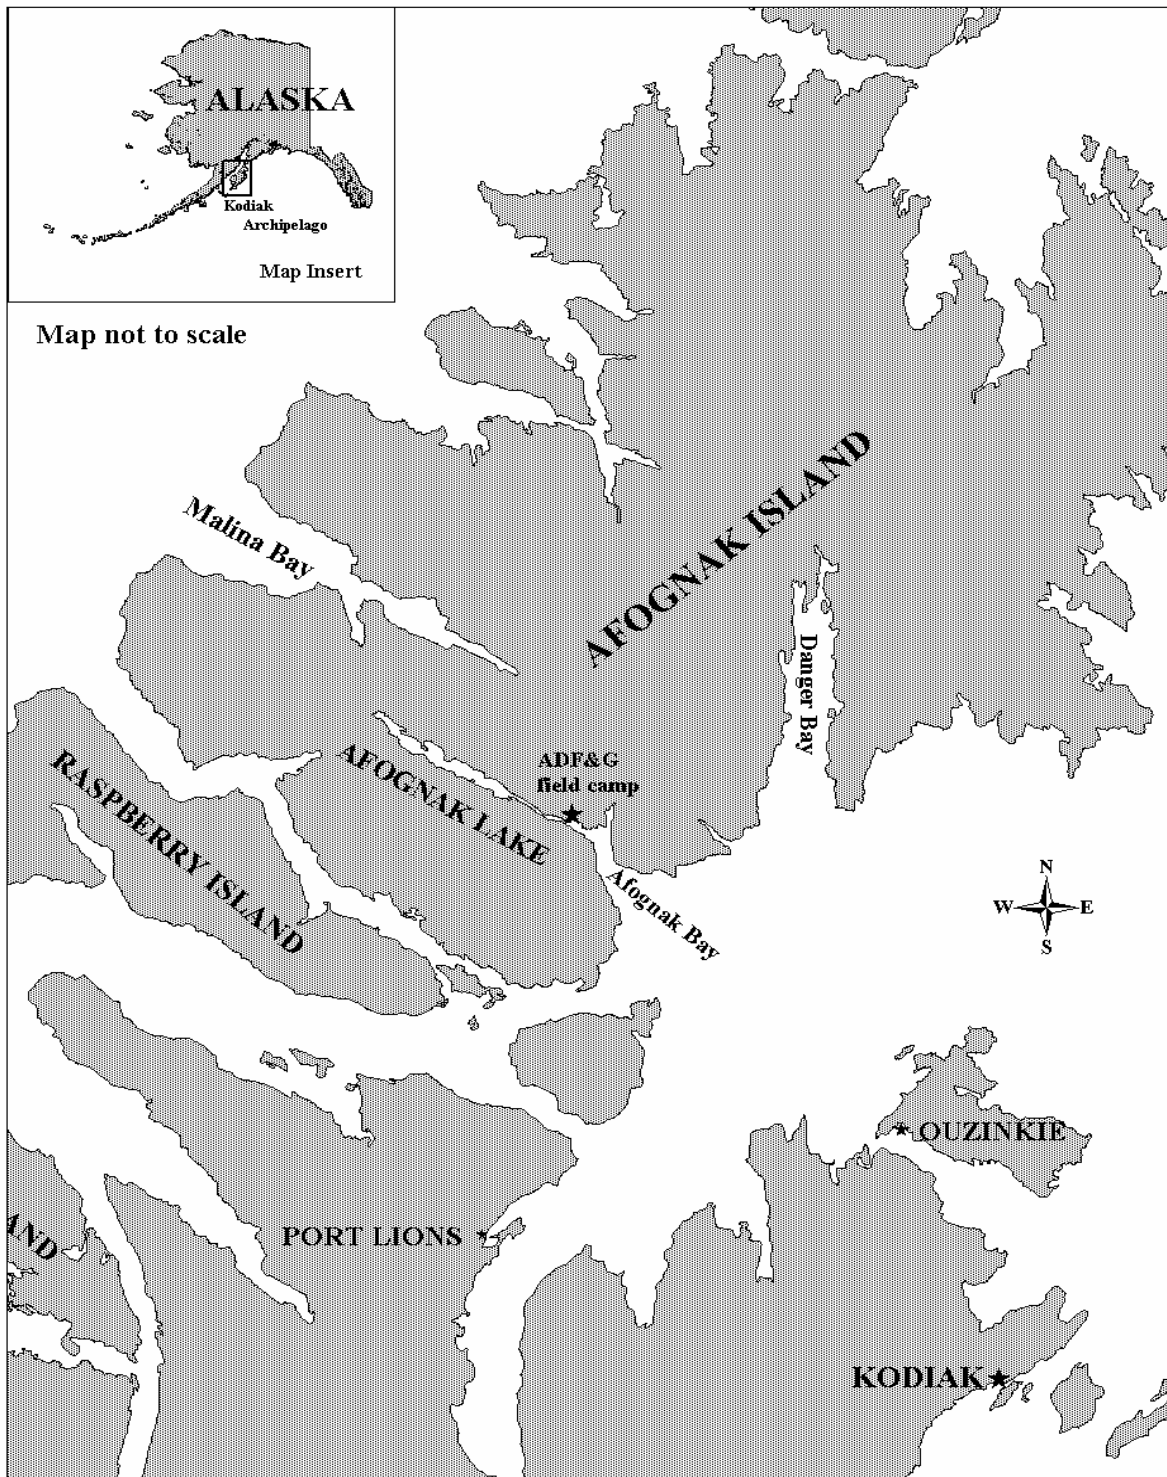 ALASKA
Kodiak
Archipelago
Map Insert
Map not to scale
AFOGNAK ISLAND
Malina Bay
Danger Bay
ADF&G
field camp
AFOGNAK LAKE
RASPBERRY ISLAND
Afognak Bay
N
W E
S
OUZINKIE
PORT LIONS
AND
KODIAK